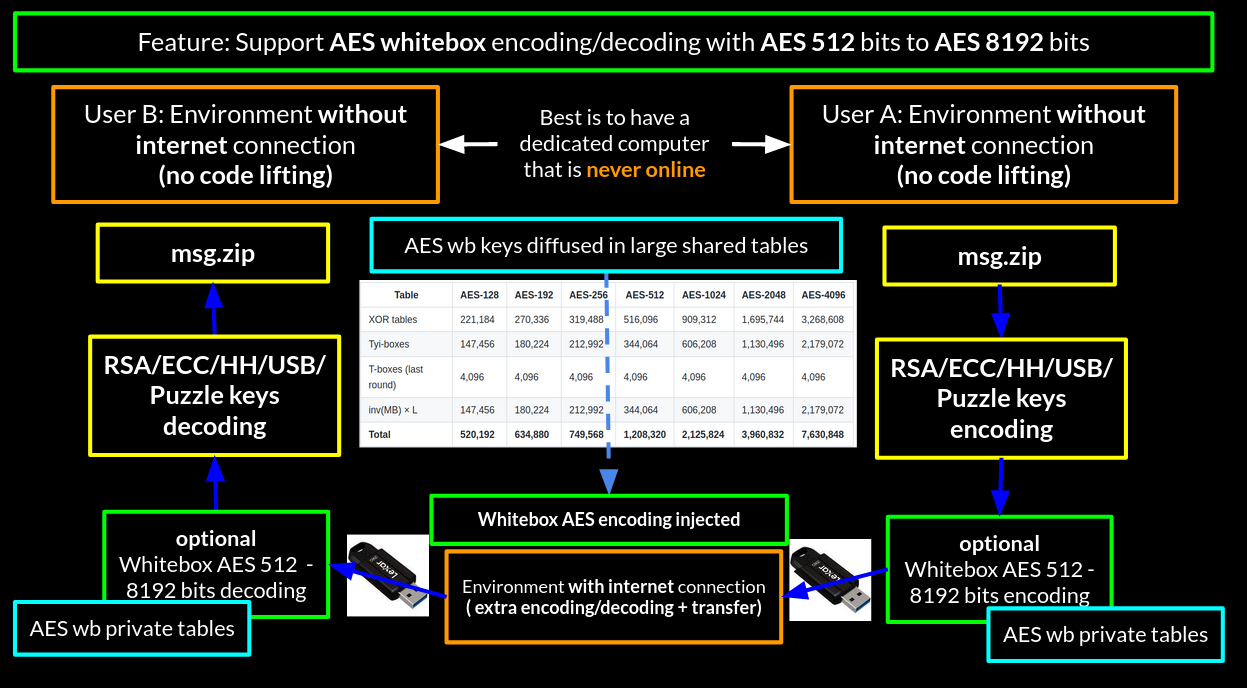 Feature: Support AES whitebox encoding/decoding with AES 512 bits to AES 8192 bits
User B: Environment without
internet connection
(no code lifting)
Best is to have a
dedicated computer
that is never online
User A: Environment without
internet connection
(no code lifting)
msg.zip
AES wb keys diffused in large shared tables
msg.zip
Table AES-128 AES-192 AES-256 AES-512 AES-1024 AES-2048 AES-4096
XOR tables 221,184 270,336 319,488 516,096 909,312 1,695,744 3,268,608
Tyi-boxes 147,456 180,224 212,992 344,064 606,208 1,130,496 2,179,072
T-boxes (last
round) 4,096 4,096 4,096 4,096 4,096 4,096 4,096
inv(MB) × L 147,456 180,224 212,992 344,064 606,208 1,130,496 2,179,072
Total 520,192 634,880 749,568 1,208,320 2,125,824 3,960,832 7,630,848
RSA/ECC/HH/USB/
Puzzle keys
decoding
RSA/ECC/HH/USB/
Puzzle keys
encoding
Whitebox AES encoding injected
optional
Whitebox AES 512 -
8192 bits decoding
Lexar
Environment with internet connection
( extra encoding/decoding + transfer)
Lexar
optional
Whitebox AES 512 -
8192 bits encoding
AES wb private tables
AES wb private tables